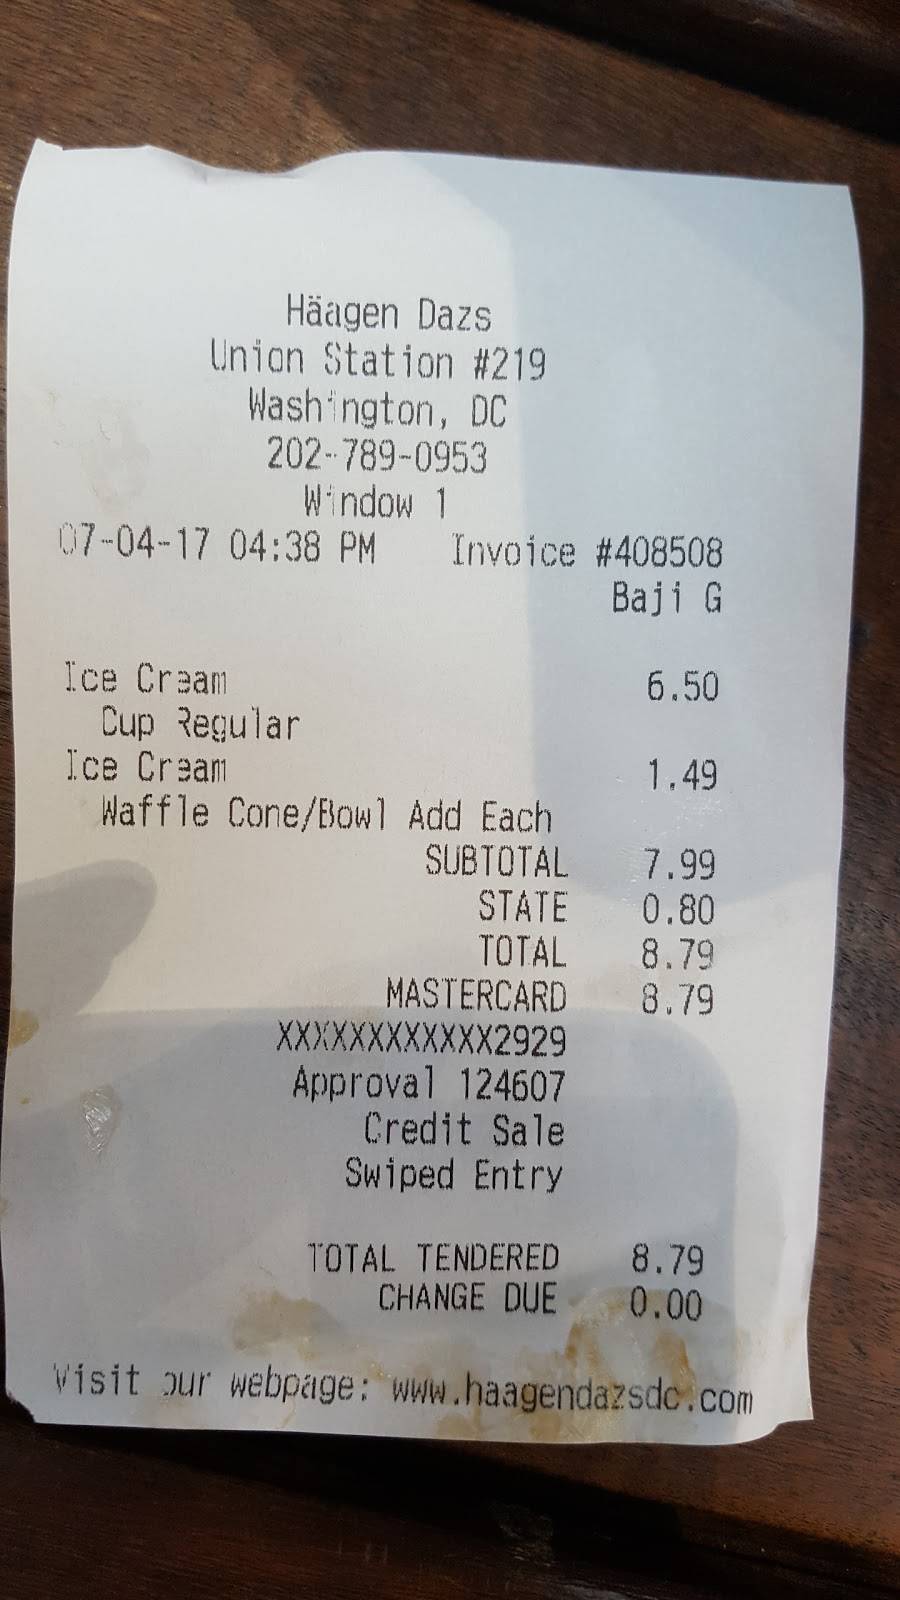 Häagen Dazs
Union Station #219
Washington, DC
202-789-0953
Window 1
07-04-17 04:38 PM Invoice #408508
Baji G
Ice Cream 6.50
Cup Regular
Ice Cream 1.49
Waffle Cone/Bowl Add Each
SUBTOTAL 7.99
STATE 0.80
TOTAL 8.79
MASTERCARD 8.79
XXXXXXXXXXXX2929
Approval 124607
Credit Sale
Swiped Entry
TOTAL TENDERED 8.79
CHANGE DUE 0.00
Visit our webpage: www.haagendazsdc.com